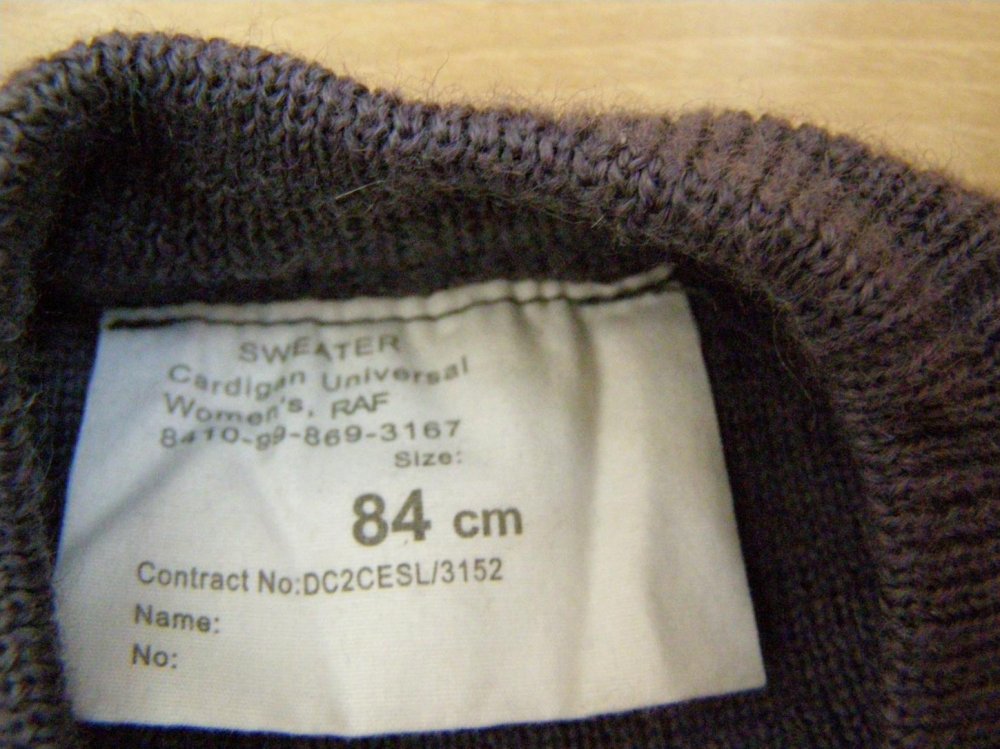 SWEATER
Cardigan Universal
Women's, RAF
8410-99-869-3167
Size:
84 cm
Contract No:DC2CESL/3152
Name:
No: